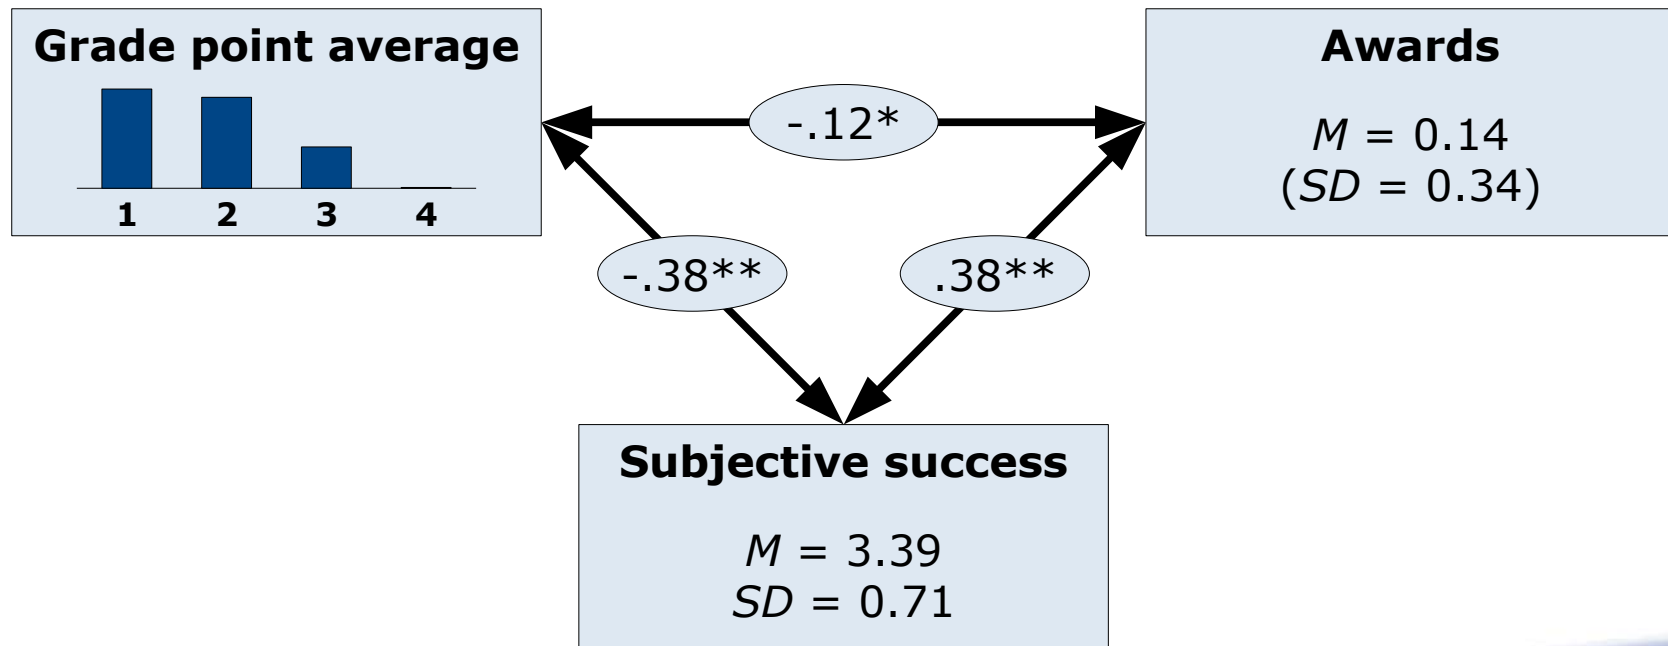 Grade point average
1 2 3 4
-.12*
Awards
M = 0.14
(SD = 0.34)
-.38**
.38**
Subjective success
M = 3.39
SD = 0.71